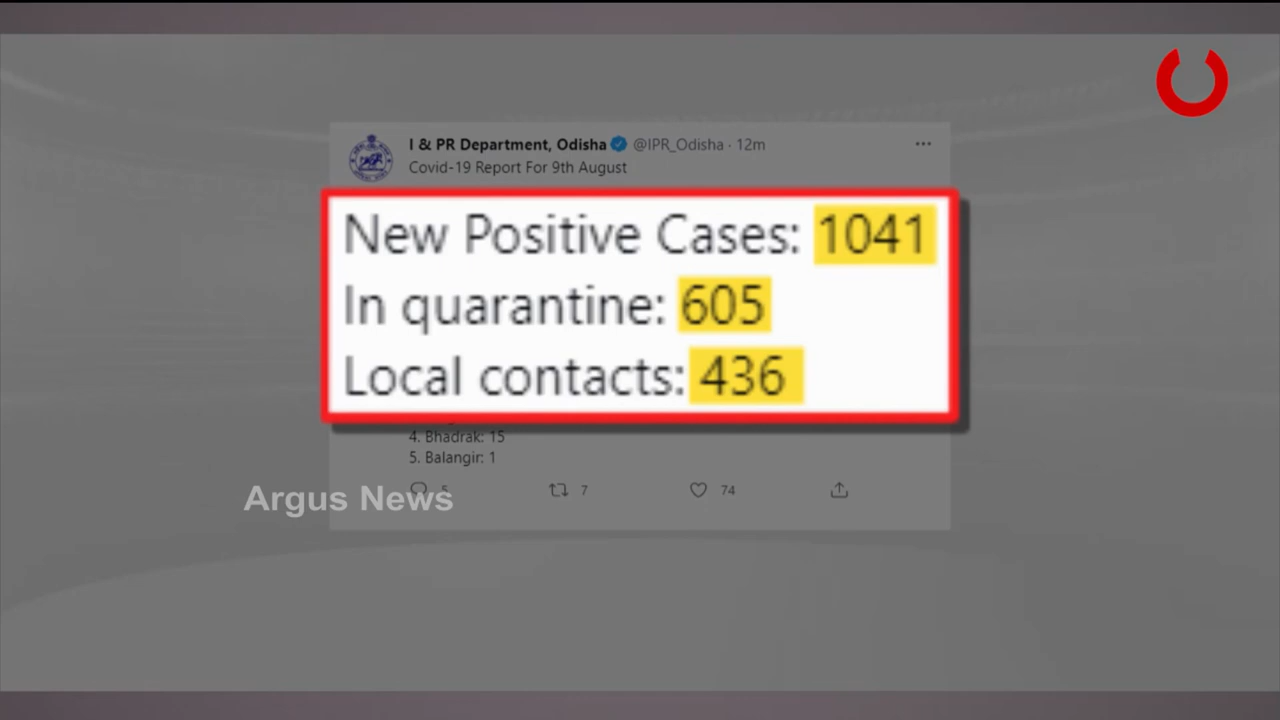 I & PR Department, Odisha @IPR_Odisha · 12m
Covid-19 Report For 9th August
New Positive Cases: 1041
In quarantine: 605
Local contacts: 436
4. Bhadrak: 15
5. Balangir: 1
5 7 74
Argus News